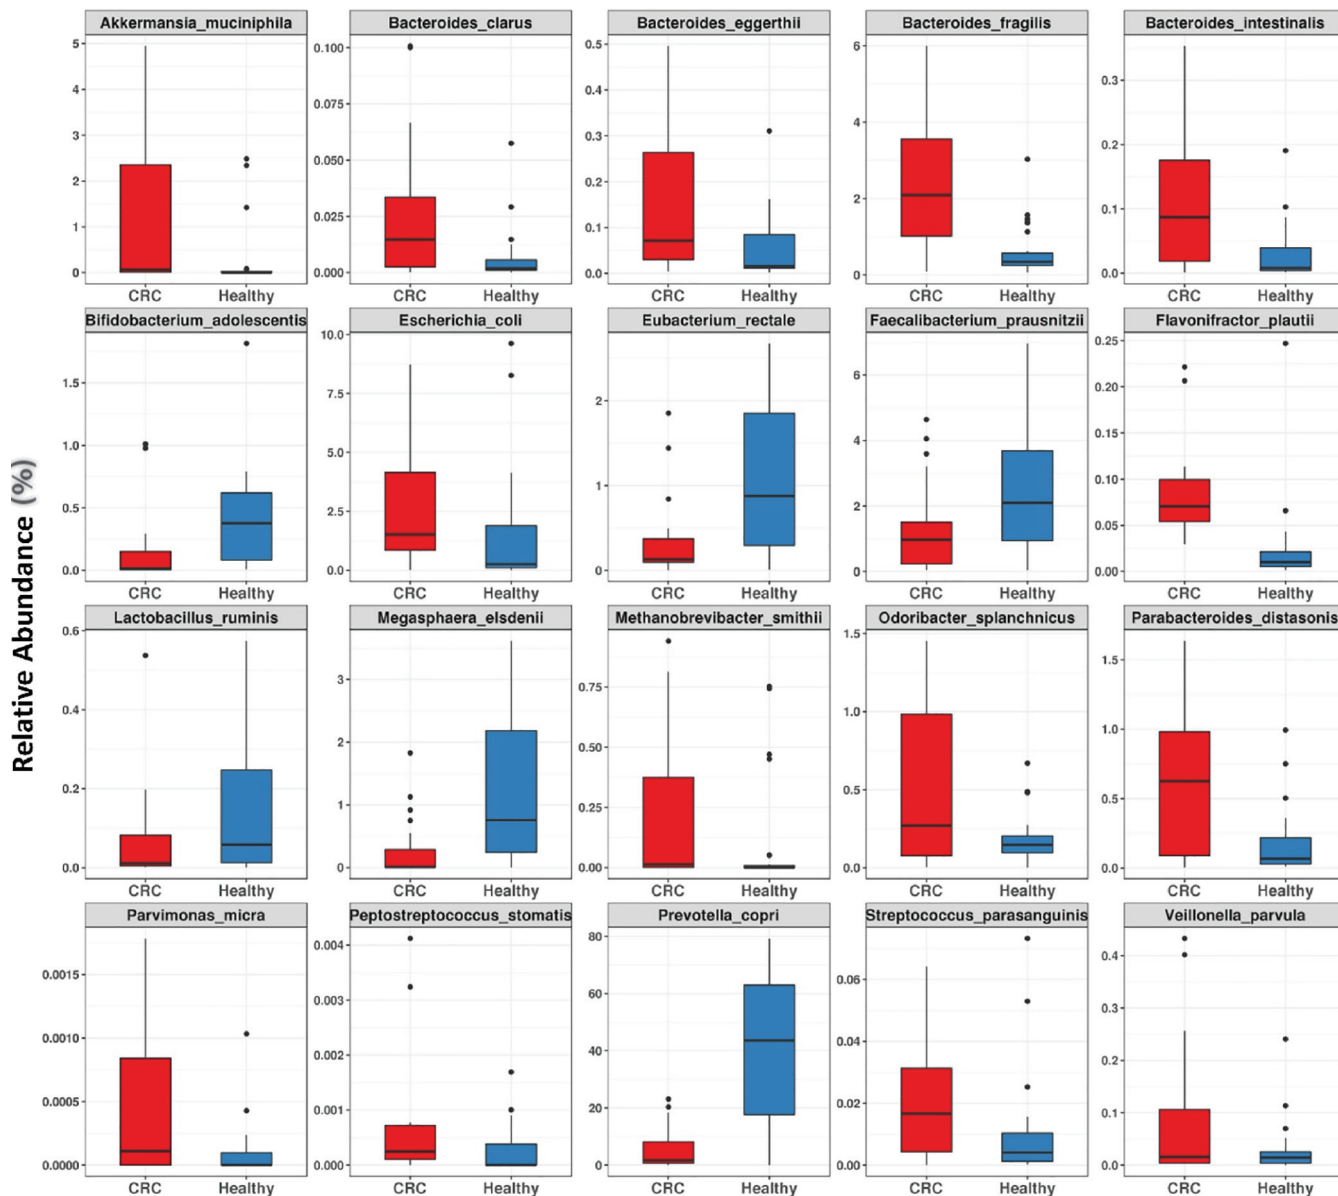 Relative Abundance (%)
Akkermansia_muciniphila
5
4
3
2
1
0
CRC Healthy
Bacteroides_clarus
0.100
0.075
0.050
0.025
0.000
CRC Healthy
Bacteroides_eggerthii
0.5
0.4
0.3
0.2
0.1
0.0
CRC Healthy
Bacteroides_fragilis
6
4
2
0
CRC Healthy
Bacteroides_intestinalis
0.3
0.2
0.1
0.0
CRC Healthy
Bifidobacterium_adolescentis
1.5
1.0
0.5
0.0
CRC Healthy
Escherichia_coli
10.0
7.5
5.0
2.5
0.0
CRC Healthy
Eubacterium_rectale
2
1
0
CRC Healthy
Faecalibacterium_prausnitzii
6
4
2
0
CRC Healthy
Flavonifractor_plautii
0.25
0.20
0.15
0.10
0.05
0.00
CRC Healthy
Lactobacillus_ruminis
0.6
0.4
0.2
0.0
CRC Healthy
Megasphaera_elsdenii
3
2
1
0
CRC Healthy
Methanobrevibacter_smithii
0.75
0.50
0.25
0.00
CRC Healthy
Odoribacter_splanchnicus
1.5
1.0
0.5
0.0
CRC Healthy
Parabacteroides_distasonis
1.5
1.0
0.5
0.0
CRC Healthy
Parvimonas_micra
0.0015
0.0010
0.0005
0.0000
CRC Healthy
Peptostreptococcus_stomatis
0.004
0.003
0.002
0.001
0.000
CRC Healthy
Prevotella_copri
80
60
40
20
0
CRC Healthy
Streptococcus_parasanguinis
0.06
0.04
0.02
0.00
CRC Healthy
Veillonella_parvula
0.4
0.3
0.2
0.1
0.0
CRC Healthy